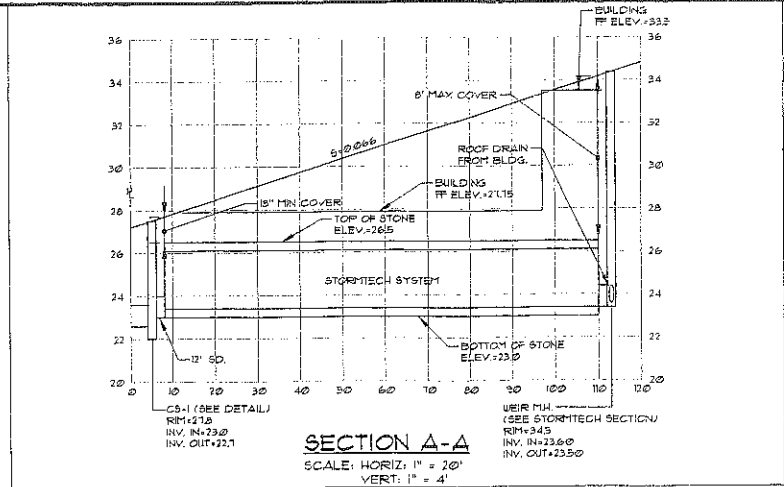 BUILDING
FF ELEV.=33.3
36
36
34
34
8' MAX. COVER
32
32
S=0.066
ROOF DRAIN
FROM BLDG.
30
30
BUILDING
FF ELEV.=27.75
18" MIN COVER
28
28
TOP OF STONE
ELEV.=26.5
26
26
STORMTECH SYSTEM
24
24
22
22
BOTTOM OF STONE
ELEV.=23.0
12" SD.
20
20
0
10
20
30
40
50
60
70
80
90
100
110
120
CS-1 (SEE DETAIL)
RIM=27.8
INV. IN=23.0
INV. OUT=22.7
WEIR M.H.
(SEE STORMTECH SECTION)
RIM=34.5
INV. IN=23.60
INV. OUT=23.50
SECTION A-A
SCALE: HORIZ: 1" = 20'
VERT: 1" = 4'